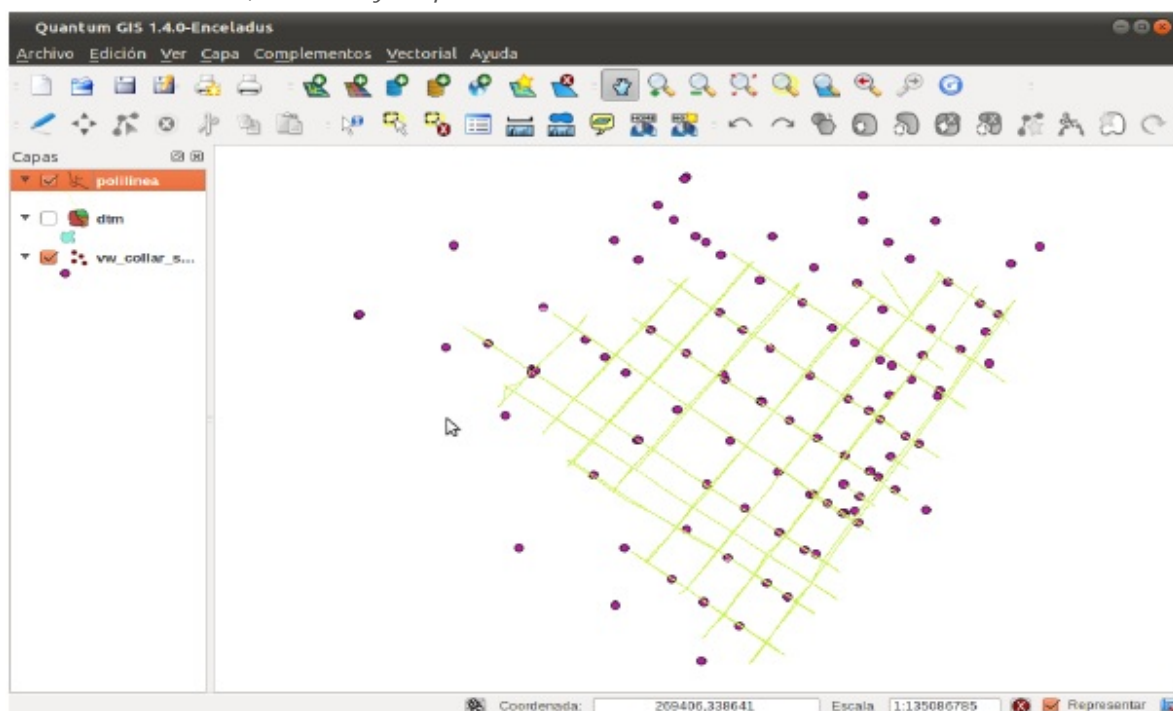 Quantum GIS 1.4.0-Enceladus
Archivo Edición Ver Capa Complementos Vectorial Ayuda
Capas
polilinea
dtm
vw_collar_s...
Coordenada: 269406,338641 Escala 1:135086785 Representar